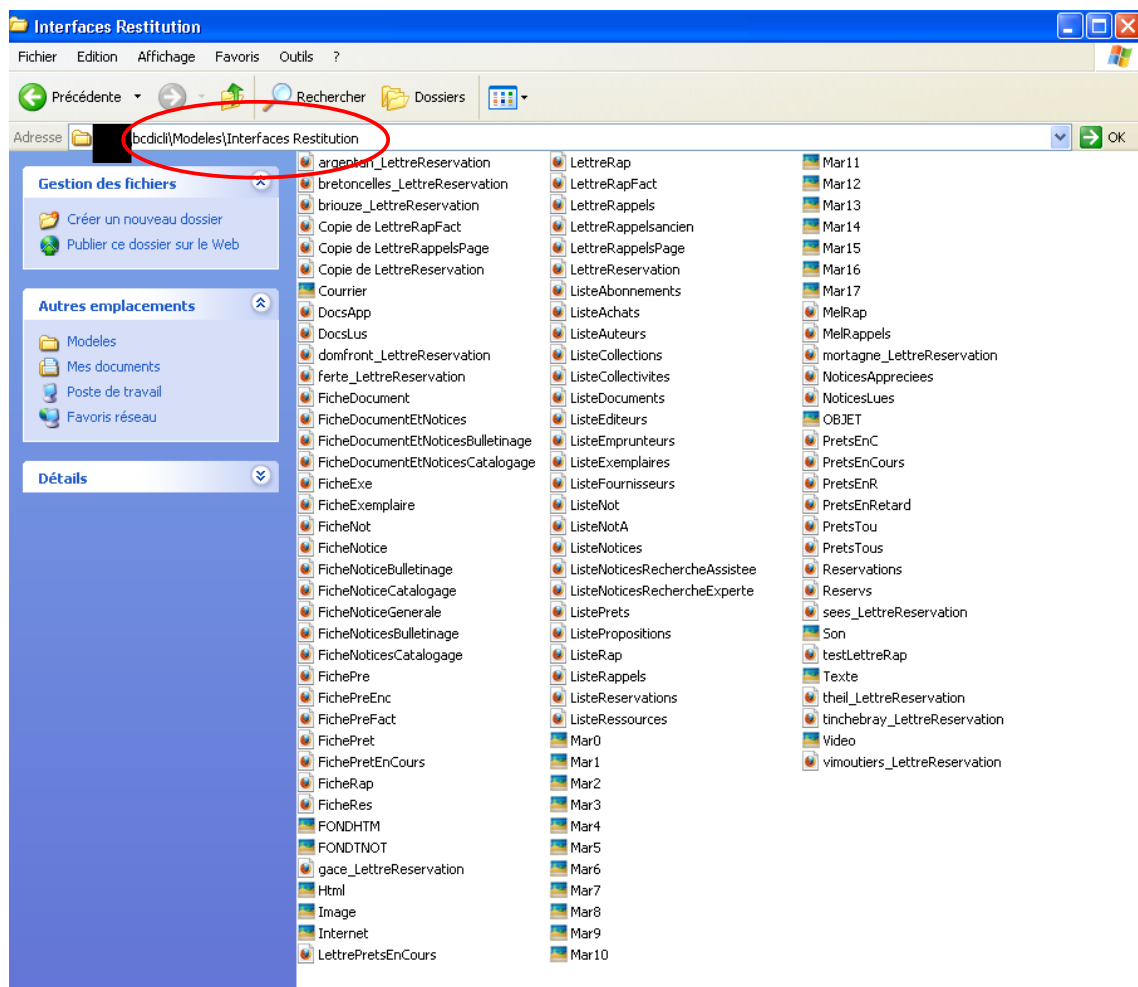 Interfaces Restitution
Fichier Edition Affichage Favoris Outils ?
Précédente Rechercher Dossiers
Adresse bcdicli\Modeles\Interfaces Restitution OK
Gestion des fichiers
Créer un nouveau dossier
Publier ce dossier sur le Web
Autres emplacements
Modeles
Mes documents
Poste de travail
Favoris réseau
Détails
argentan_LettreReservation
bretoncelles_LettreReservation
briouze_LettreReservation
Copie de LettreRapFact
Copie de LettreRappelsPage
Copie de LettreReservation
Courrier
DocsApp
DocsLus
domfront_LettreReservation
ferte_LettreReservation
FicheDocument
FicheDocumentEtNotices
FicheDocumentEtNoticesBulletinage
FicheDocumentEtNoticesCatalogage
FicheExe
FicheExemplaire
FicheNot
FicheNotice
FicheNoticeBulletinage
FicheNoticeCatalogage
FicheNoticeGenerale
FicheNoticesBulletinage
FicheNoticesCatalogage
FichePre
FichePreEnc
FichePreFact
FichePret
FichePretEnCours
FicheRap
FicheRes
FONDHTM
FONDTNOT
gace_LettreReservation
Html
Image
Internet
LettrePretsEnCours
LettreRap
LettreRapFact
LettreRappels
LettreRappelsancien
LettreRappelsPage
LettreReservation
ListeAbonnements
ListeAchats
ListeAuteurs
ListeCollections
ListeCollectivites
ListeDocuments
ListeEditeurs
ListeEmprunteurs
ListeExemplaires
ListeFournisseurs
ListeNot
ListeNotA
ListeNotices
ListeNoticesRechercheAssistee
ListeNoticesRechercheExperte
ListePrets
ListePropositions
ListeRap
ListeRappels
ListeReservations
ListeRessources
Mar0
Mar1
Mar2
Mar3
Mar4
Mar5
Mar6
Mar7
Mar8
Mar9
Mar10
Mar11
Mar12
Mar13
Mar14
Mar15
Mar16
Mar17
MelRap
MelRappels
mortagne_LettreReservation
NoticesAppreciees
NoticesLues
OBJET
PretsEnC
PretsEnCours
PretsEnR
PretsEnRetard
PretsTou
PretsTous
Reservations
Reservs
sees_LettreReservation
Son
testLettreRap
Texte
theil_LettreReservation
tinchebray_LettreReservation
Video
vimoutiers_LettreReservation